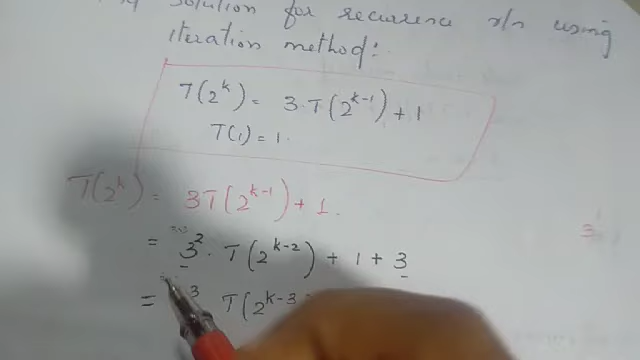 solution for recurrence r/n using
iteration method:
T(2^k) = 3.T(2^{k-1}) + 1
T(1) = 1.
T(2^k) = 3T(2^{k-1}) + 1.
= 3^2. T(2^{k-2}) + 1 + 3
= 3 T(2^{k-3}
3